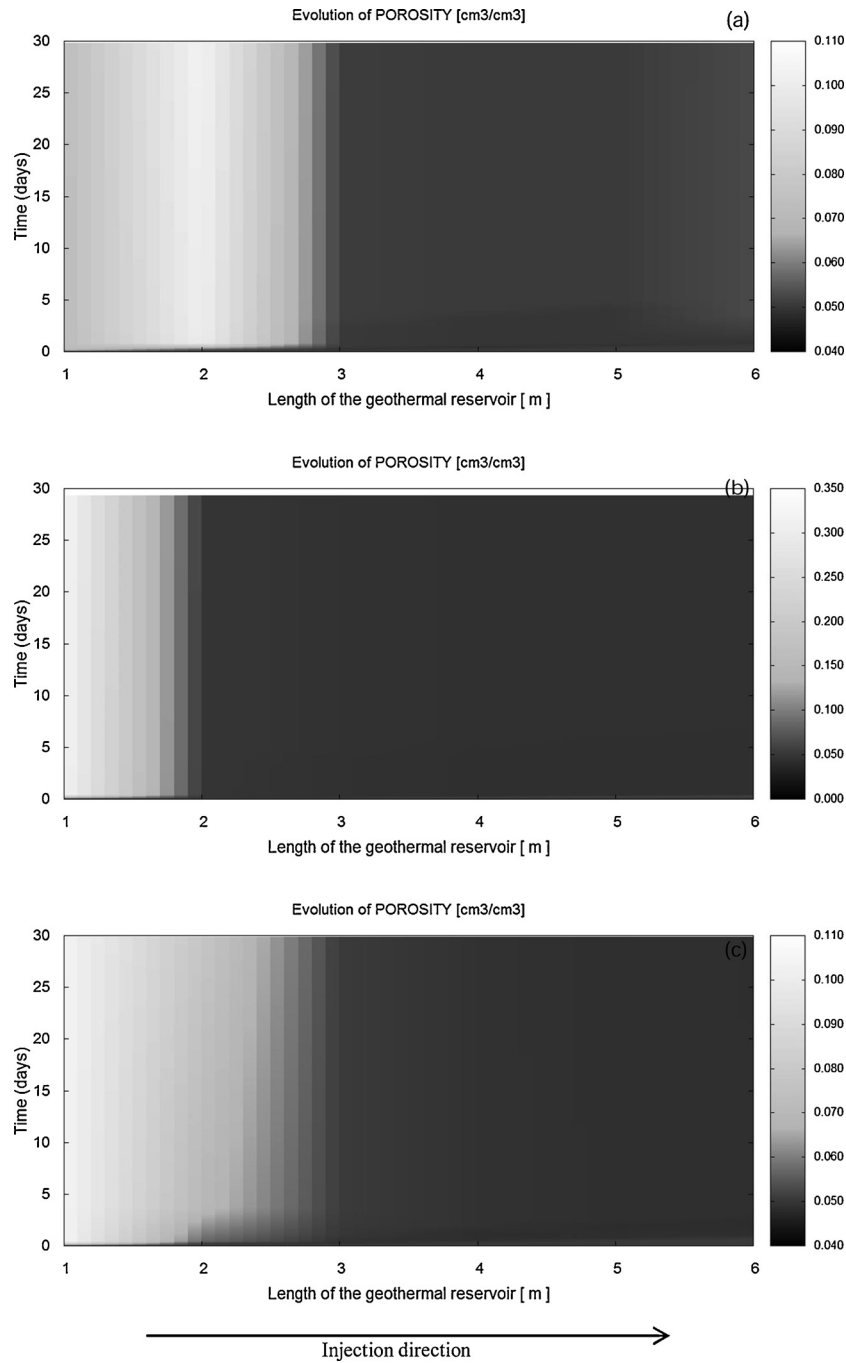 Evolution of POROSITY [cm3/cm3]
(a)
Time (days)
30
25
20
15
10
5
0
1 2 3 4 5 6
Length of the geothermal reservoir [ m ]
0.110
0.100
0.090
0.080
0.070
0.060
0.050
0.040
Evolution of POROSITY [cm3/cm3]
(b)
Time (days)
30
25
20
15
10
5
0
1 2 3 4 5 6
Length of the geothermal reservoir [ m ]
0.350
0.300
0.250
0.200
0.150
0.100
0.050
0.000
Evolution of POROSITY [cm3/cm3]
(c)
Time (days)
30
25
20
15
10
5
0
1 2 3 4 5 6
Length of the geothermal reservoir [ m ]
0.110
0.100
0.090
0.080
0.070
0.060
0.050
0.040
Injection direction